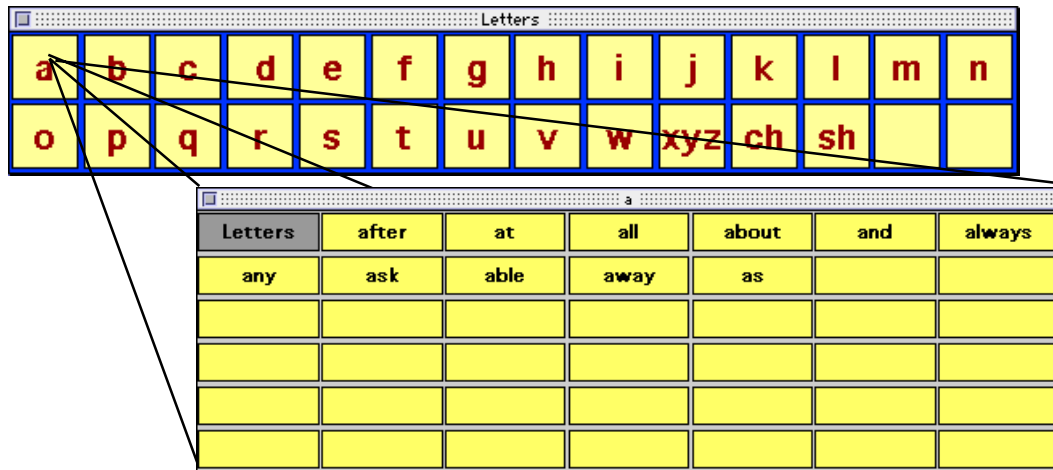 Letters
a b c d e f g h i j k l m n
o p q r s t u v w xyz ch sh
a
Letters after at all about and always
any ask able away as